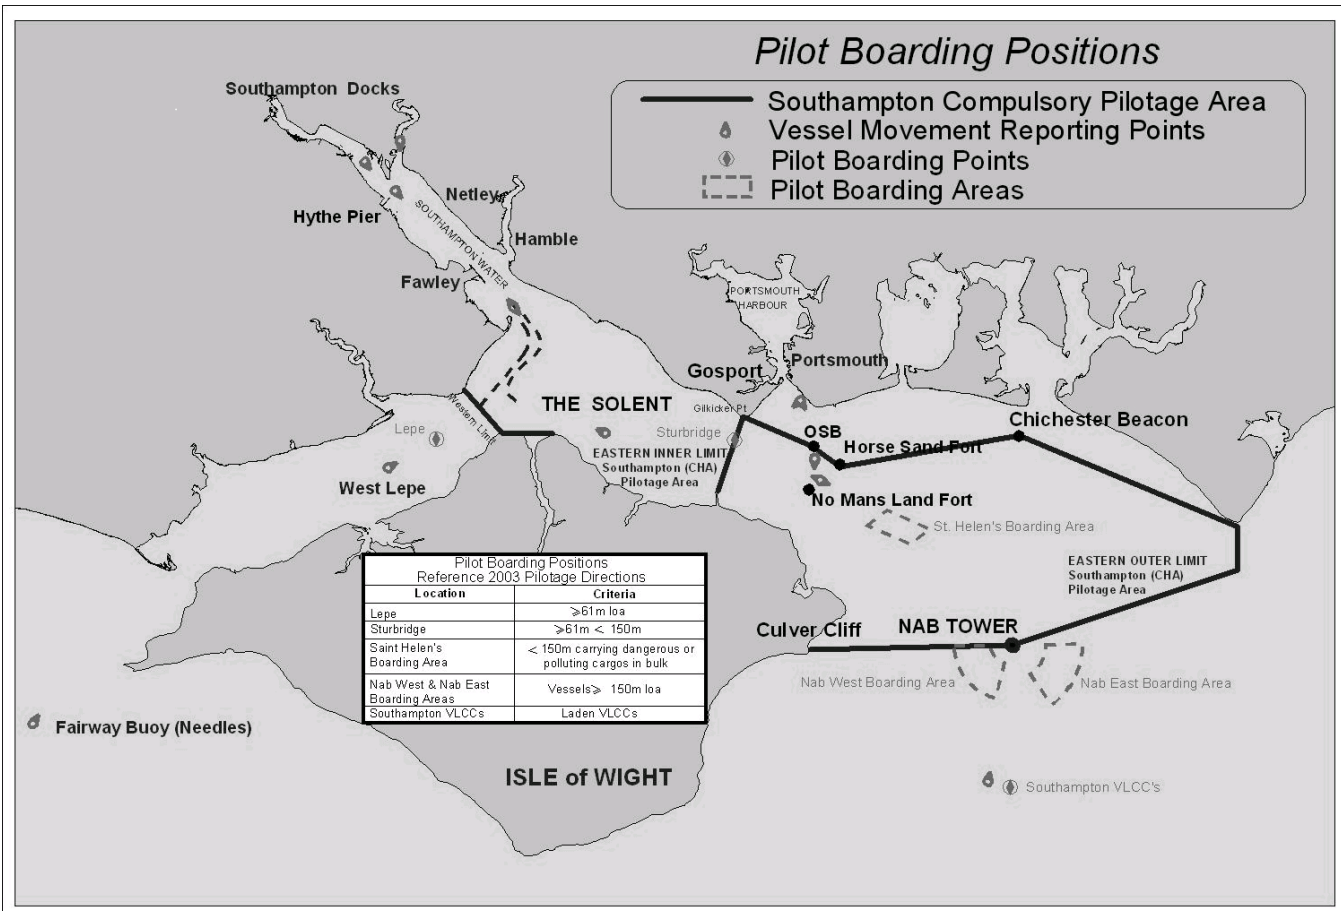 Pilot Boarding Positions
Southampton Compulsory Pilotage Area
Vessel Movement Reporting Points
Pilot Boarding Points
Pilot Boarding Areas
Southampton Docks
Netley
Hythe Pier
SOUTHAMPTON WATER
Hamble
Fawley
PORTSMOUTH
HARBOUR
Portsmouth
Gosport
Western Limit
THE SOLENT
Gilkicker Pt
Chichester Beacon
Lepe
Sturbridge
OSB
Horse Sand Fort
EASTERN INNER LIMIT
Southampton (CHA)
Pilotage Area
West Lepe
No Mans Land Fort
St. Helen's Boarding Area
EASTERN OUTER LIMIT
Southampton (CHA)
Pilotage Area
Pilot Boarding Positions
Reference 2003 Pilotage Directions
Location Criteria
Lepe ⩾61m loa
Sturbridge ⩾61m < 150m
Saint Helen's < 150m carrying dangerous or
Boarding Area polluting cargos in bulk
Nab West & Nab East Vessels⩾ 150m loa
Boarding Areas
Southampton VLCCs Laden VLCCs
Culver Cliff
NAB TOWER
Nab West Boarding Area
Nab East Boarding Area
Fairway Buoy (Needles)
ISLE of WIGHT
Southampton VLCC's